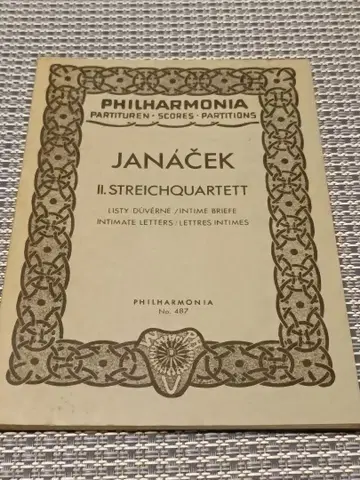 PHILHARMONIA
PARTITUREN · SCORES · PARTITIONS
JANÁČEK
II. STREICHQUARTETT
LISTY DŮVĚRNÉ / INTIME BRIEFE
INTIMATE LETTERS / LETTRES INTIMES
PHILHARMONIA
No. 487